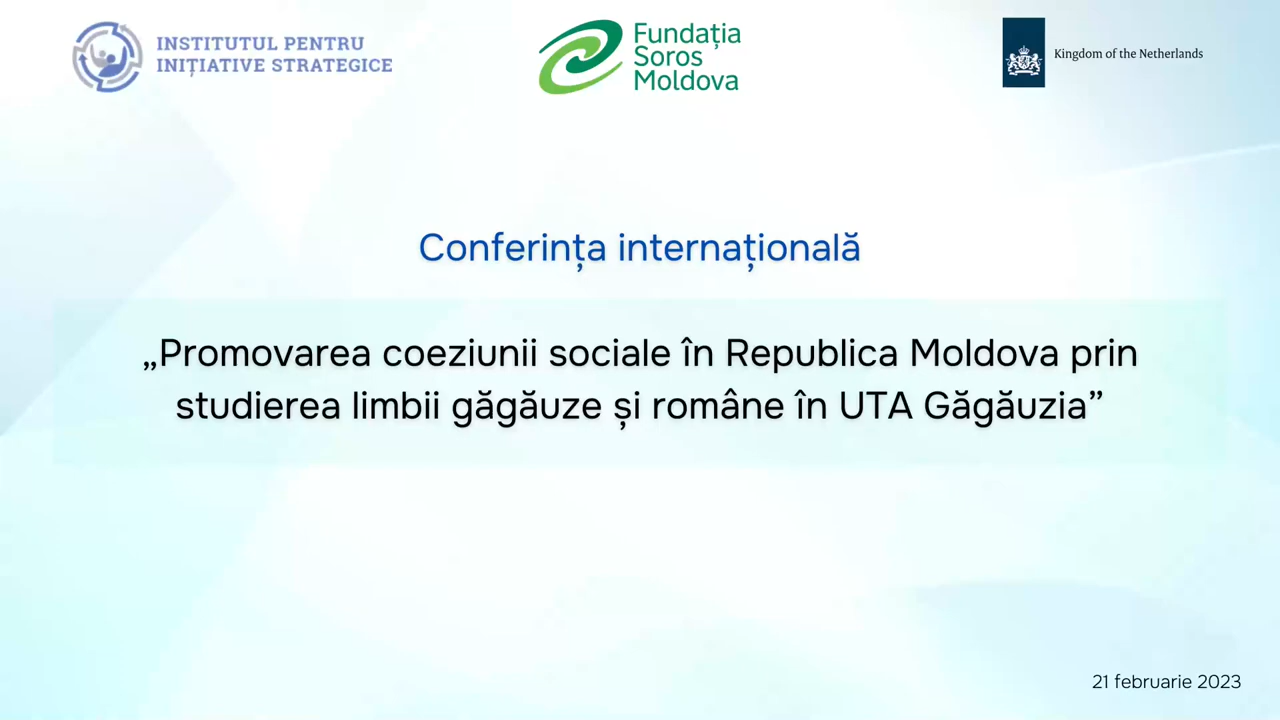 INSTITUTUL PENTRU
INIȚIATIVE STRATEGICE
Fundația
Soros
Moldova
Kingdom of the Netherlands
Conferința internațională
„Promovarea coeziunii sociale în Republica Moldova prin
studierea limbii găgăuze și române în UTA Găgăuzia”
21 februarie 2023